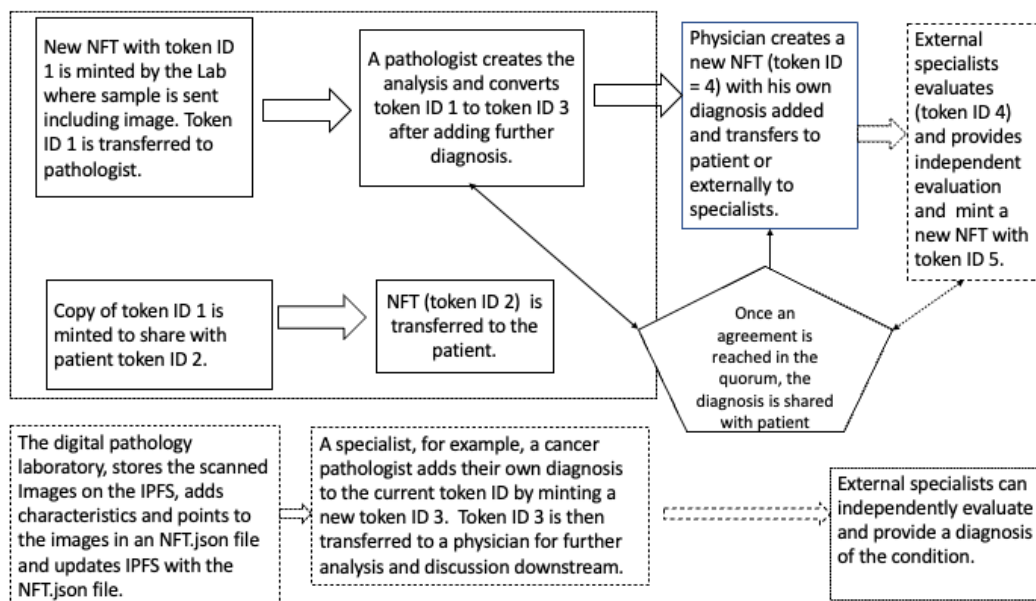 New NFT with token ID
1 is minted by the Lab
where sample is sent
including image. Token
ID 1 is transferred to
pathologist.
A pathologist creates the
analysis and converts
token ID 1 to token ID 3
after adding further
diagnosis.
Physician creates a
new NFT (token ID
= 4) with his own
diagnosis added
and transfers to
patient or
externally to
specialists.
External
specialists
evaluates
(token ID 4)
and provides
independent
evaluation
and mint a
new NFT with
token ID 5.
Copy of token ID 1 is
minted to share with
patient token ID 2.
NFT (token ID 2) is
transferred to the
patient.
Once an
agreement is
reached in the
quorum, the
diagnosis is shared
with patient
The digital pathology
laboratory, stores the scanned
Images on the IPFS, adds
characteristics and points to
the images in an NFT.json file
and updates IPFS with the
NFT.json file.
A specialist, for example, a cancer
pathologist adds their own diagnosis
to the current token ID by minting a
new token ID 3. Token ID 3 is then
transferred to a physician for further
analysis and discussion downstream.
External specialists can
independently evaluate
and provide a diagnosis
of the condition.